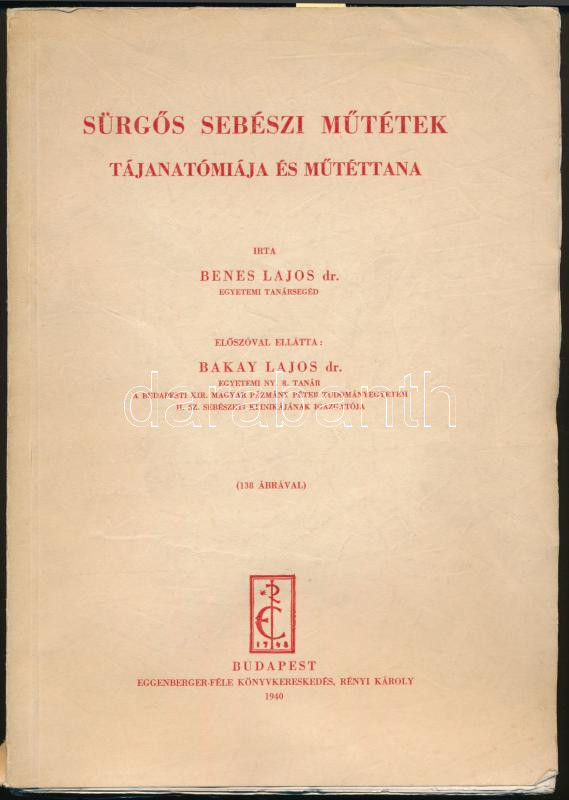 SÜRGŐS SEBÉSZI MŰTÉTEK
TÁJANATÓMIÁJA ÉS MŰTÉTTANA
IRTA
BENES LAJOS dr.
EGYETEMI TANÁRSEGÉD
ELŐSZÓVAL ELLÁTTA:
BAKAY LAJOS dr.
EGYETEMI NY. R. TANÁR
A BUDAPESTI KIR. MAGYAR PÁZMÁNY PÉTER TUDOMÁNYEGYETEM
II. SZ. SEBÉSZETI KLINIKÁJÁNAK IGAZGATÓJA
darabanth
(138 ÁBRÁVAL)
1748
BUDAPEST
EGGENBERGER-FÉLE KÖNYVKERESKEDÉS, RÉNYI KÁROLY
1940